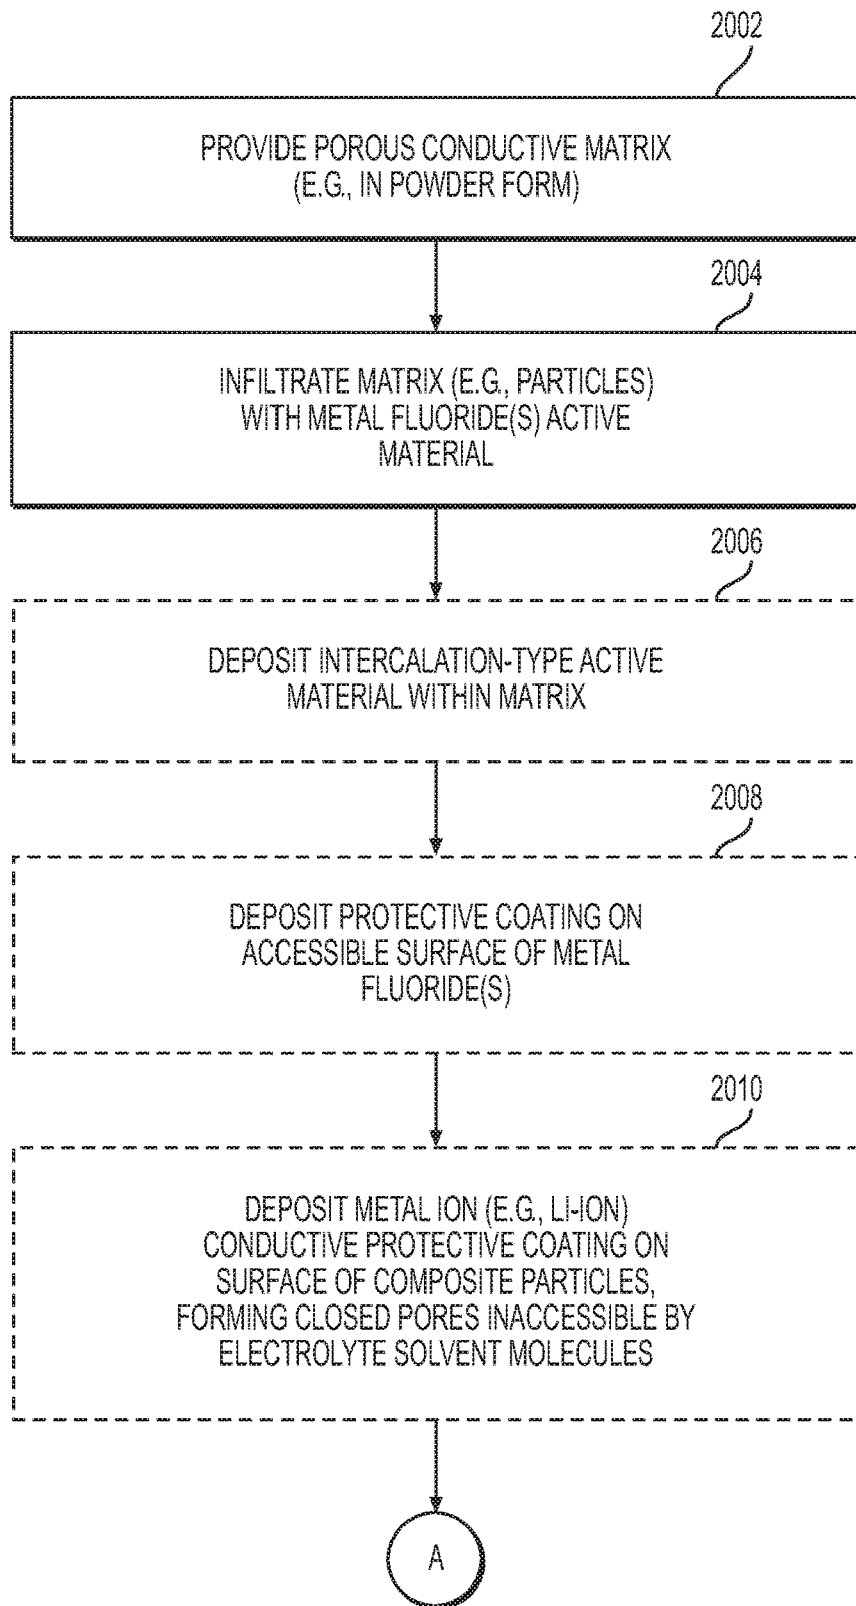 2002
PROVIDE POROUS CONDUCTIVE MATRIX
(E.G., IN POWDER FORM)
2004
INFILTRATE MATRIX (E.G., PARTICLES)
WITH METAL FLUORIDE(S) ACTIVE
MATERIAL
2006
DEPOSIT INTERCALATION-TYPE ACTIVE
MATERIAL WITHIN MATRIX
2008
DEPOSIT PROTECTIVE COATING ON
ACCESSIBLE SURFACE OF METAL
FLUORIDE(S)
2010
DEPOSIT METAL ION (E.G., LI-ION)
CONDUCTIVE PROTECTIVE COATING ON
SURFACE OF COMPOSITE PARTICLES,
FORMING CLOSED PORES INACCESSIBLE BY
ELECTROLYTE SOLVENT MOLECULES
A